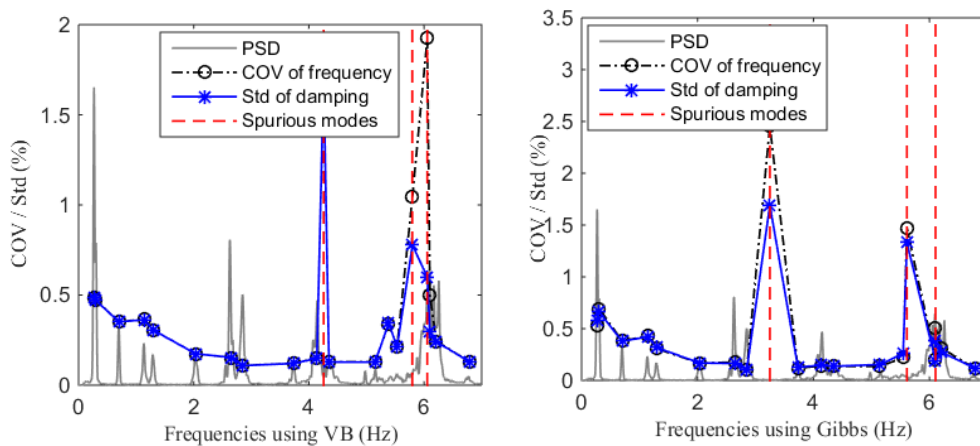 COV / Std (%)
2
1.5
1
0.5
0
PSD
COV of frequency
Std of damping
Spurious modes
0
2
4
6
Frequencies using VB (Hz)
COV / Std (%)
3.5
3
2.5
2
1.5
1
0.5
0
PSD
COV of frequency
Std of damping
Spurious modes
0
2
4
6
Frequencies using Gibbs (Hz)